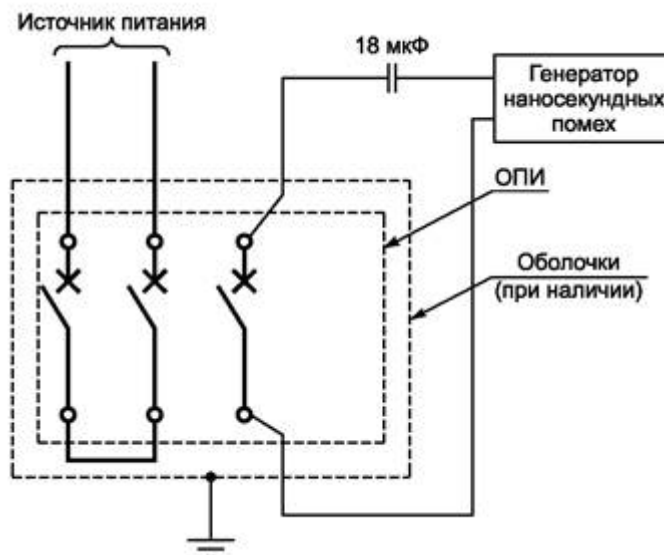 Источник питания
18 мкФ
Генератор
наносекундных
помех
ОПИ
Оболочки
(при наличии)